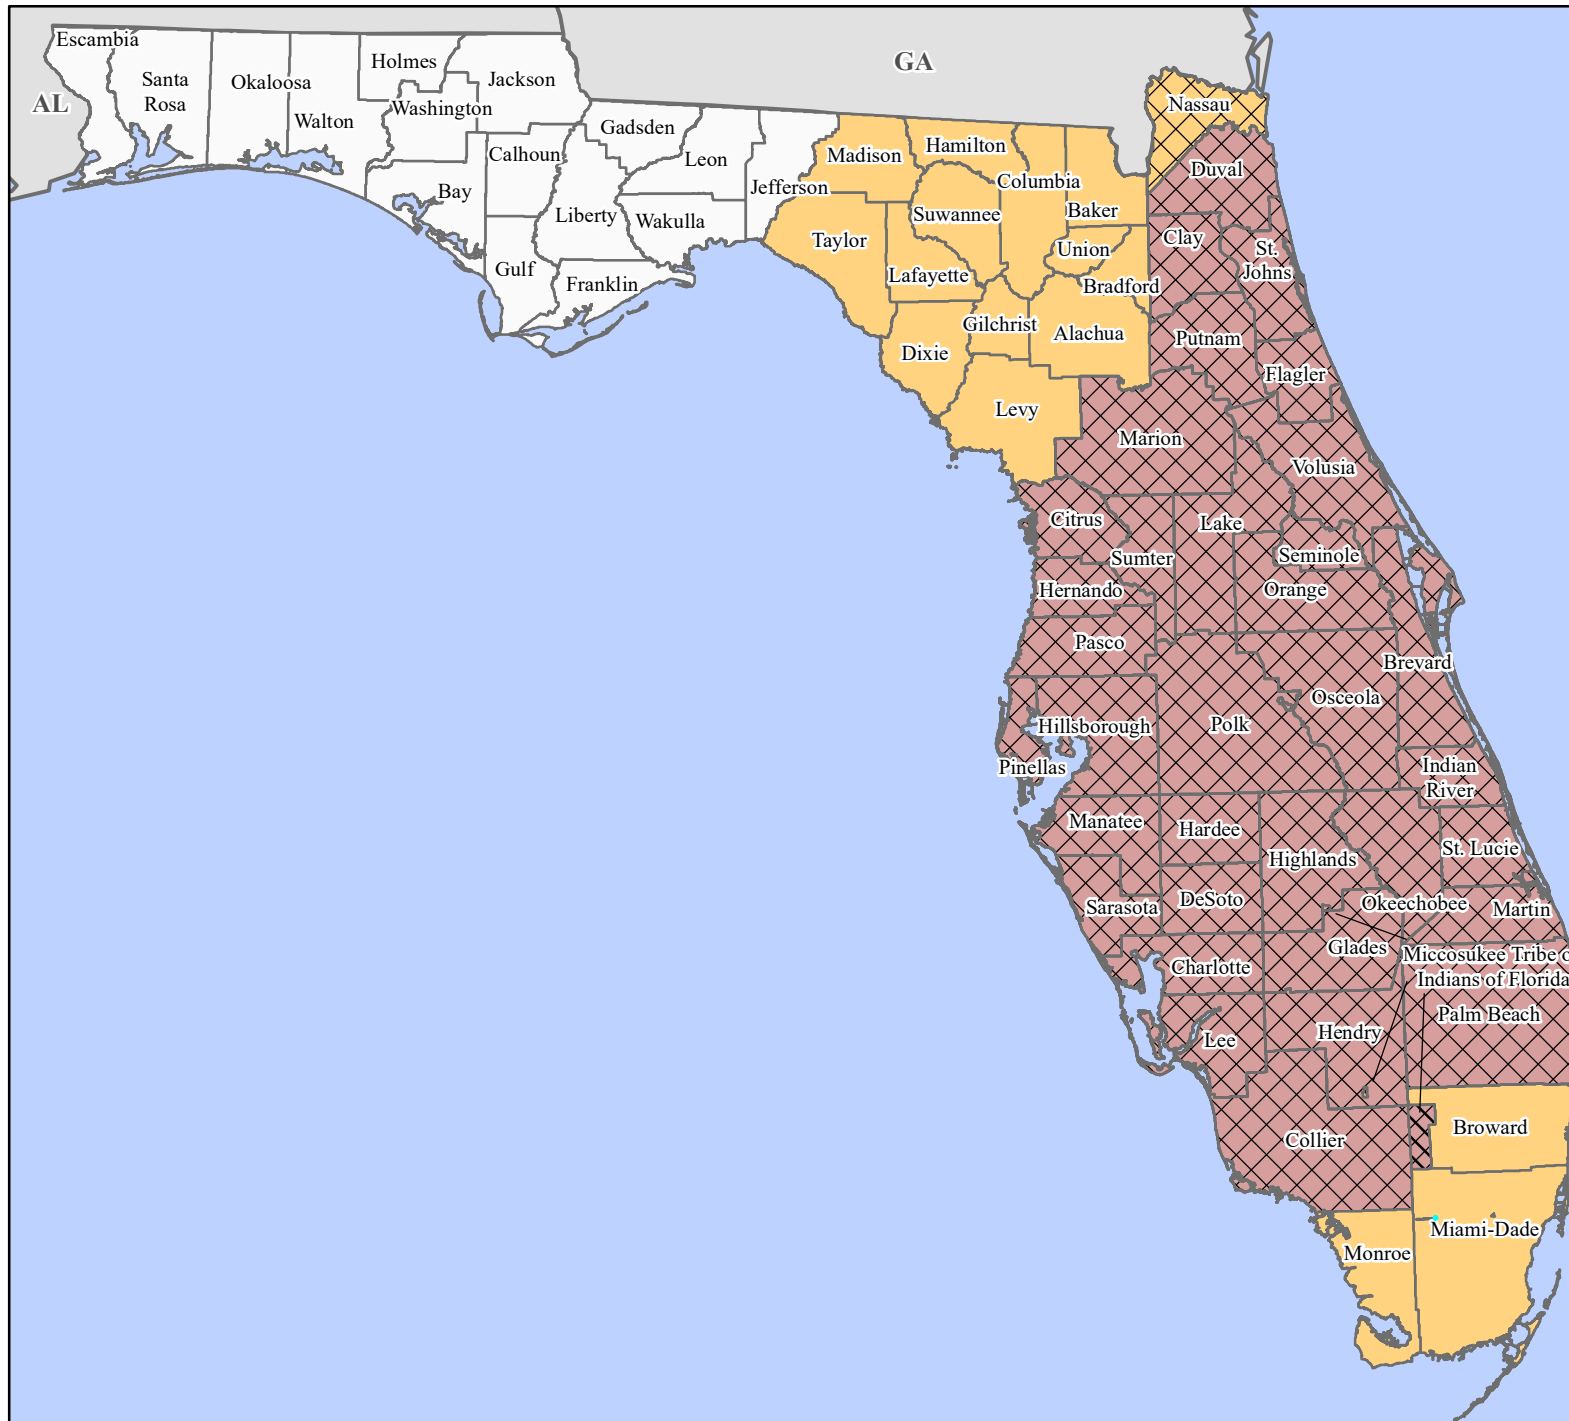 Escambia
Santa
Rosa
Okaloosa
Walton
Holmes
Washington
Jackson
AL
GA
Bay
Calhoun
Gulf
Liberty
Gadsden
Leon
Wakulla
Franklin
Jefferson
Madison
Taylor
Hamilton
Suwannee
Lafayette
Columbia
Baker
Union
Bradford
Gilchrist
Dixie
Alachua
Levy
Nassau
Duval
Clay
St.
Johns
Putnam
Flagler
Marion
Volusia
Citrus
Sumter
Lake
Seminole
Orange
Hernando
Pasco
Brevard
Osceola
Polk
Hillsborough
Pinellas
Indian
River
Manatee
Hardee
Highlands
St. Lucie
Sarasota
DeSoto
Okeechobee
Martin
Glades
Charlotte
Miccosukee Tribe o
Indians of Florida
Palm Beach
Hendry
Lee
Collier
Broward
Miami-Dade
Monroe